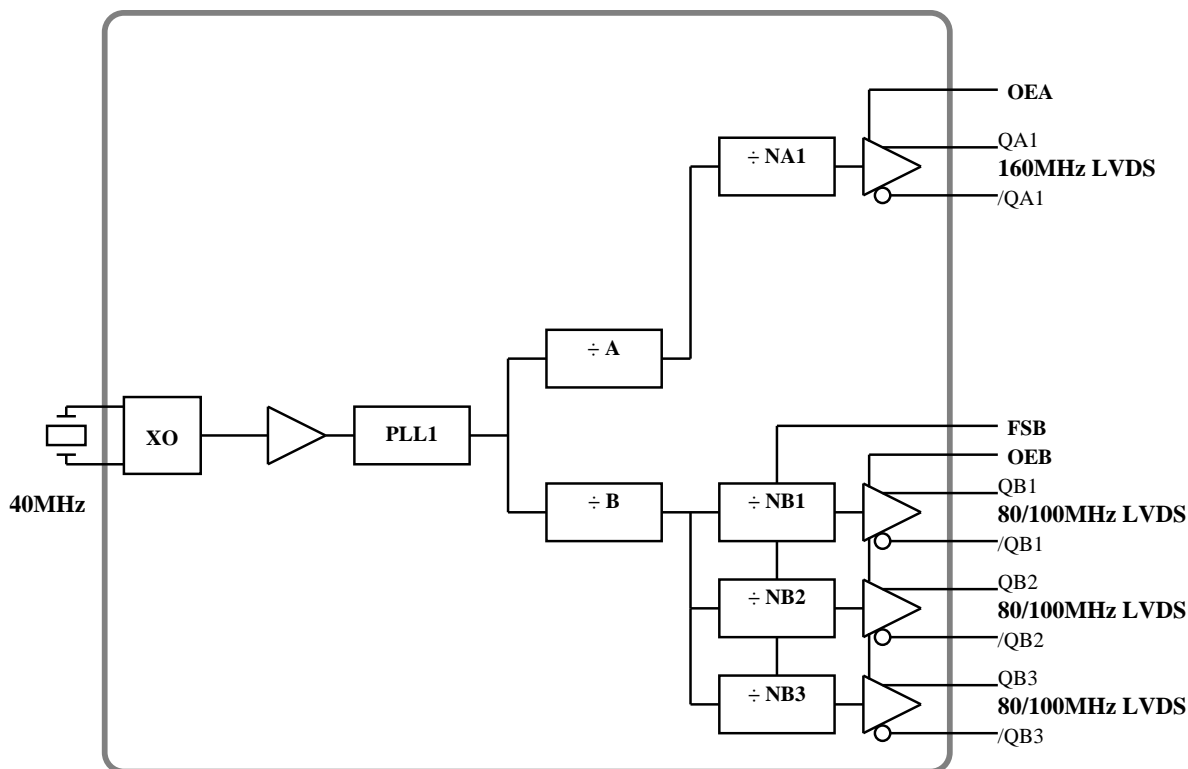 OEA
÷ NA1
QA1
160MHz LVDS
/QA1
÷ A
XO
PLL1
40MHz
FSB
OEB
÷ B
÷ NB1
QB1
80/100MHz LVDS
/QB1
÷ NB2
QB2
80/100MHz LVDS
/QB2
÷ NB3
QB3
80/100MHz LVDS
/QB3